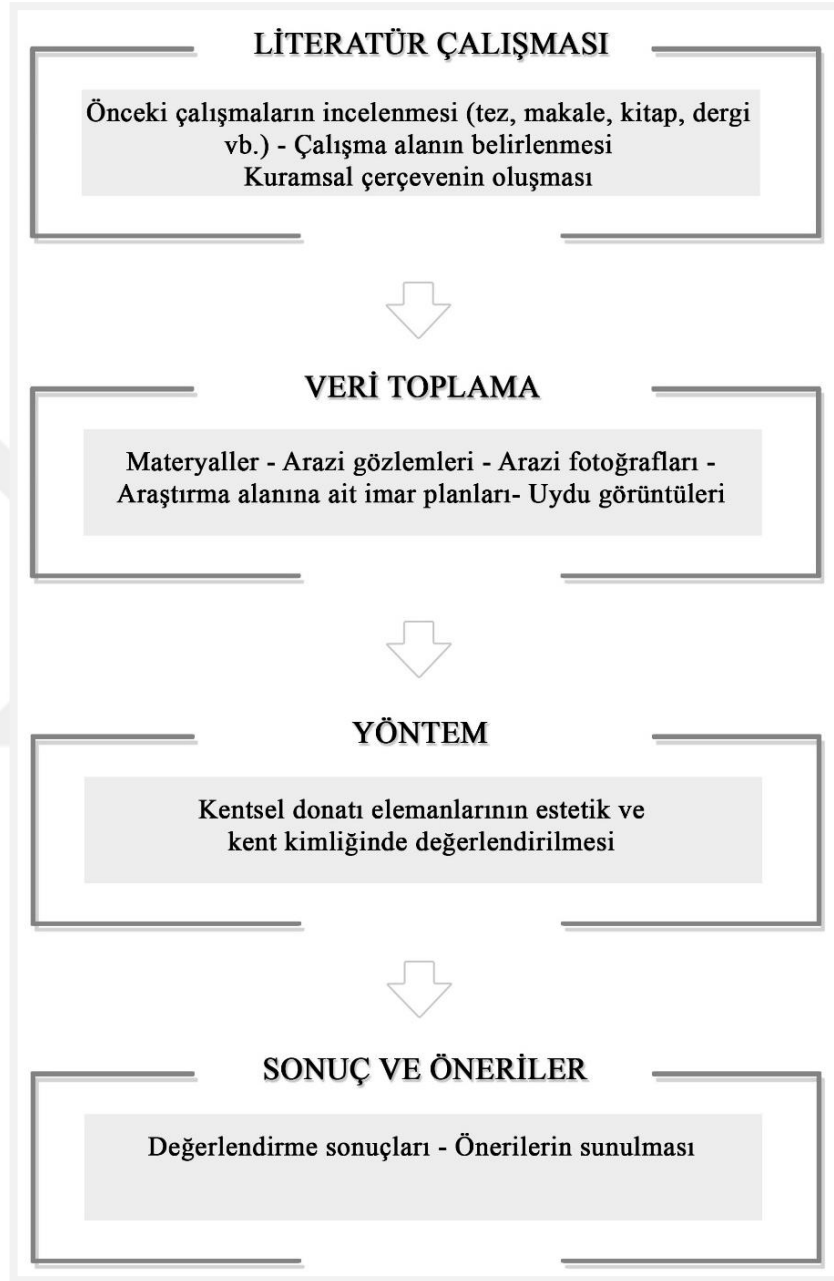 LİTERATÜR ÇALIŞMASI
Önceki çalışmaların incelenmesi (tez, makale, kitap, dergi
vb.) - Çalışma alanın belirlenmesi
Kuramsal çerçevenin oluşması
VERİ TOPLAMA
Materyaller - Arazi gözlemleri - Arazi fotoğrafları -
Araştırma alanına ait imar planları- Uydu görüntüleri
YÖNTEM
Kentsel donatı elemanlarının estetik ve
kent kimliğinde değerlendirilmesi
SONUÇ VE ÖNERİLER
Değerlendirme sonuçları - Önerilerin sunulması